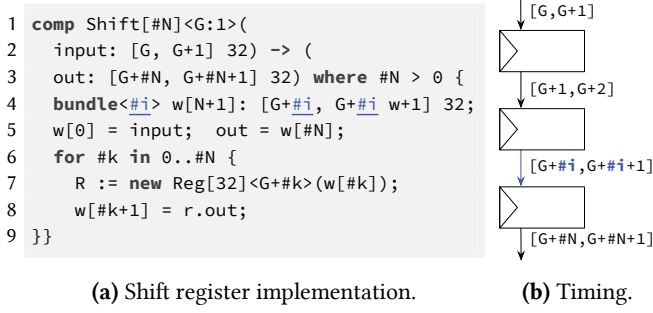 1 comp Shift[#N]<G:1>(
2 input: [G, G+1] 32) -> (
3 out: [G+#N, G+#N+1] 32) where #N > 0 {
4 bundle<#i> w[N+1]: [G+#i, G+#i w+1] 32;
5 w[0] = input; out = w[#N];
6 for #k in 0..#N {
7 R := new Reg[32]<G+#k>(w[#k]);
8 w[#k+1] = r.out;
9 }}
(a) Shift register implementation.
[G,G+1]
[G+1,G+2]
[G+#i,G+#i+1]
[G+#N,G+#N+1]
(b) Timing.